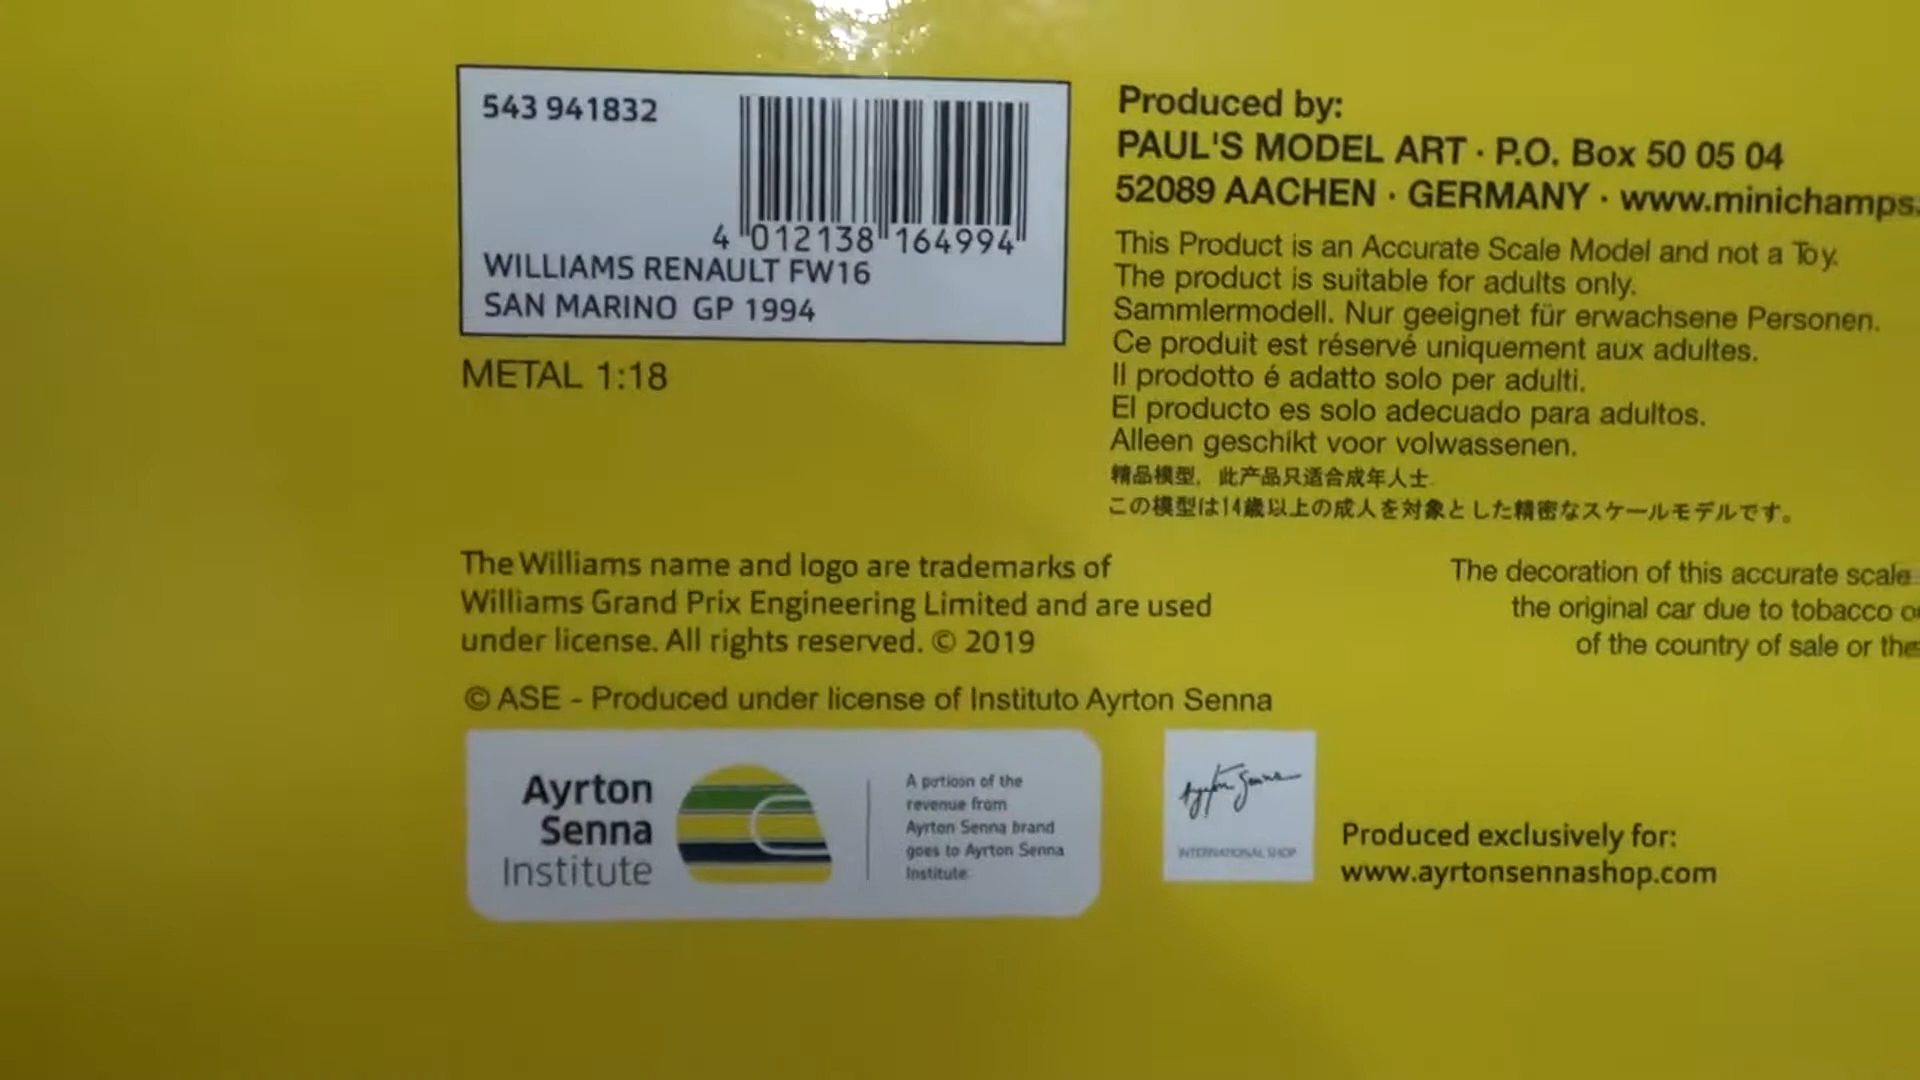 543 941832
4 012138 164994
WILLIAMS RENAULT FW16
SAN MARINO GP 1994
METAL 1:18
Produced by:
PAUL'S MODEL ART · P.O. Box 50 05 04
52089 AACHEN · GERMANY · www.minichamps.
This Product is an Accurate Scale Model and not a Toy.
The product is suitable for adults only.
Sammlermodell. Nur geeignet für erwachsene Personen.
Ce produit est réservé uniquement aux adultes.
Il prodotto é adatto solo per adulti.
El producto es solo adecuado para adultos.
Alleen geschikt voor volwassenen.
精品模型, 此产品只适合成年人士.
この模型は14歳以上の成人を対象とした精密なスケールモデルです。
The Williams name and logo are trademarks of
Williams Grand Prix Engineering Limited and are used
under license. All rights reserved. © 2019
The decoration of this accurate scale
the original car due to tobacco
of the country of sale or the
© ASE - Produced under license of Instituto Ayrton Senna
Ayrton
Senna
Institute
A portion of the
revenue from
Ayrton Senna brand
goes to Ayrton Senna
Institute.
Ayrton Senna
INTERNATIONAL SHOP
Produced exclusively for:
www.ayrtonsennashop.com